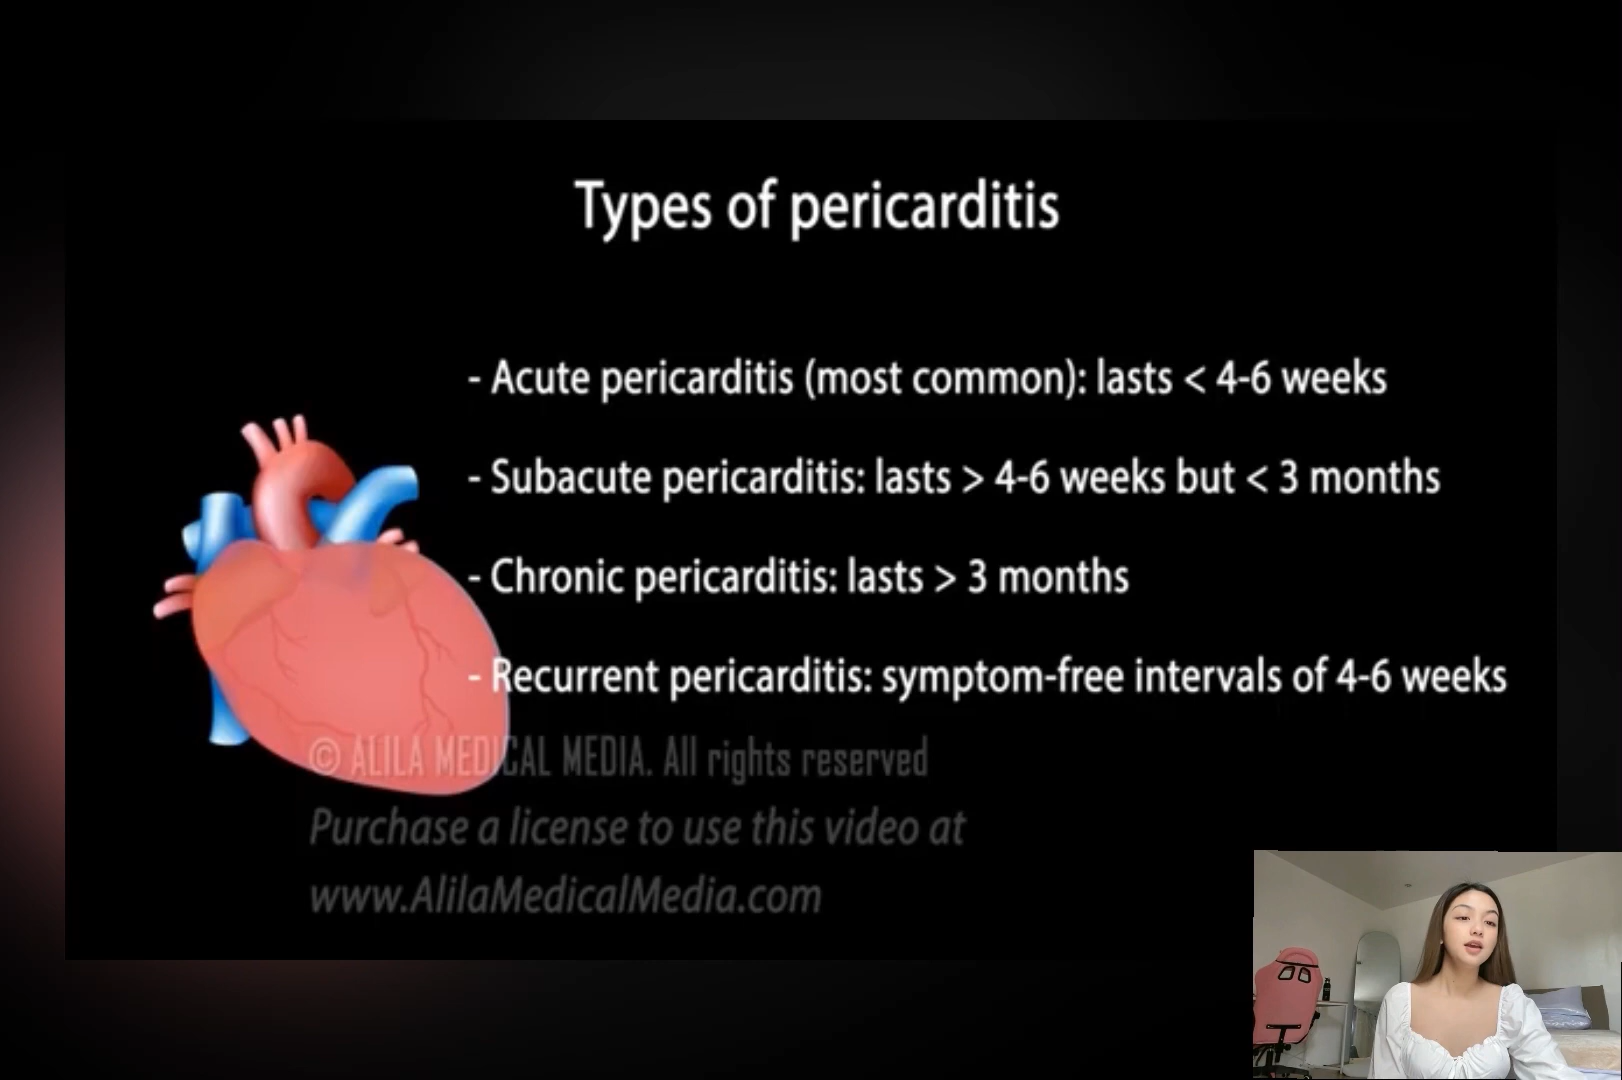 Types of pericarditis
- Acute pericarditis (most common): lasts < 4-6 weeks
- Subacute pericarditis: lasts > 4-6 weeks but < 3 months
- Chronic pericarditis: lasts > 3 months
- Recurrent pericarditis: symptom-free intervals of 4-6 weeks
© ALILA MEDICAL MEDIA. All rights reserved
Purchase a license to use this video at
www.AlilaMedicalMedia.com